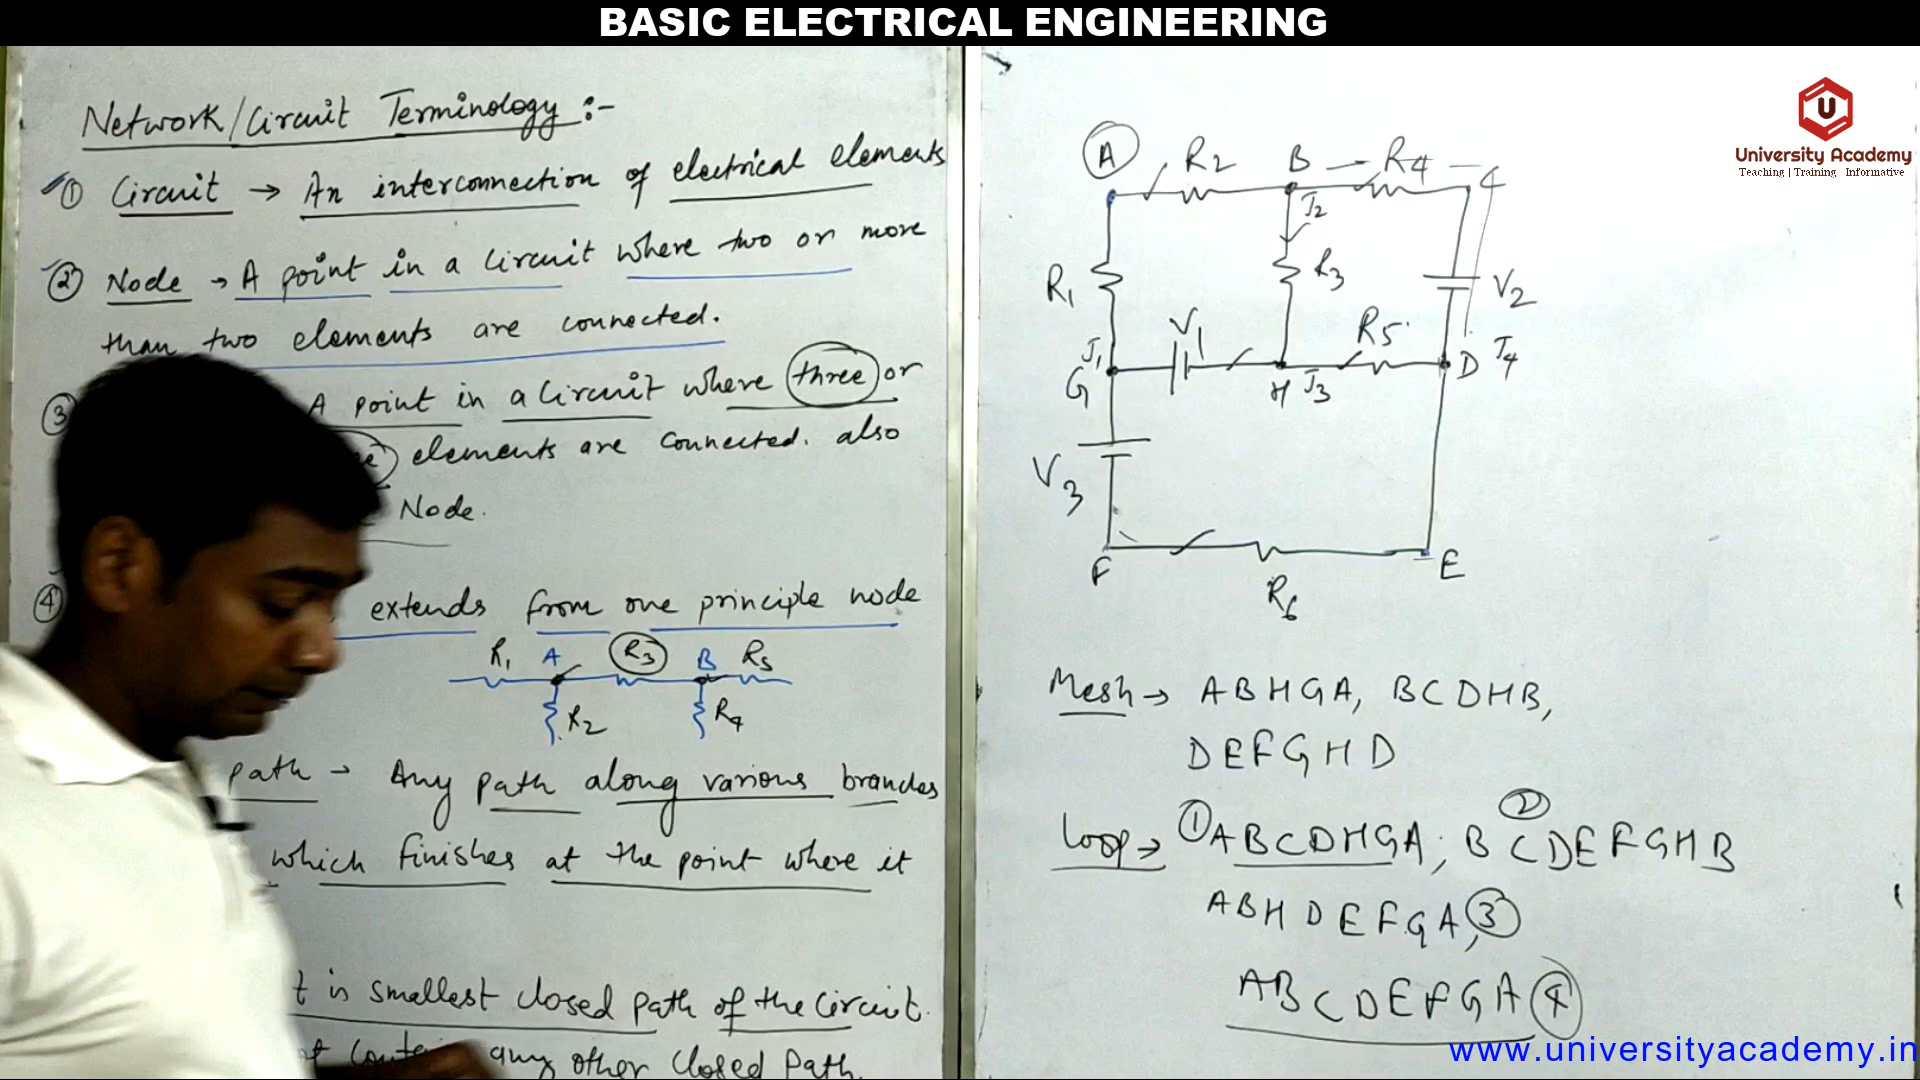 BASIC ELECTRICAL ENGINEERING
Network/Circuit Terminology :-
① Circuit → An interconnection of electrical elements
② Node → A point in a circuit where two or more
than two elements are connected.
③ A point in a circuit where three or
elements are connected. also
Node.
④ extends from one principle node
R1 A R3 B R5
R2 R4
path - Any path along various branches
which finishes at the point where it
t is smallest closed path of the circuit.
any other closed path.
U
University Academy
Teaching | Training | Informative
A R2 B R4 C
J2
R1 R3 V2
V1 R5
J1 G H J3 D J4
V3
F E
R6
Mesh → ABHGA, BCDHB,
DEFGHD
Loop → ① ABCDHGA; ② BCDEFGHB
ABHDEFGA, ③
ABCDEFGA ④
www.universityacademy.in